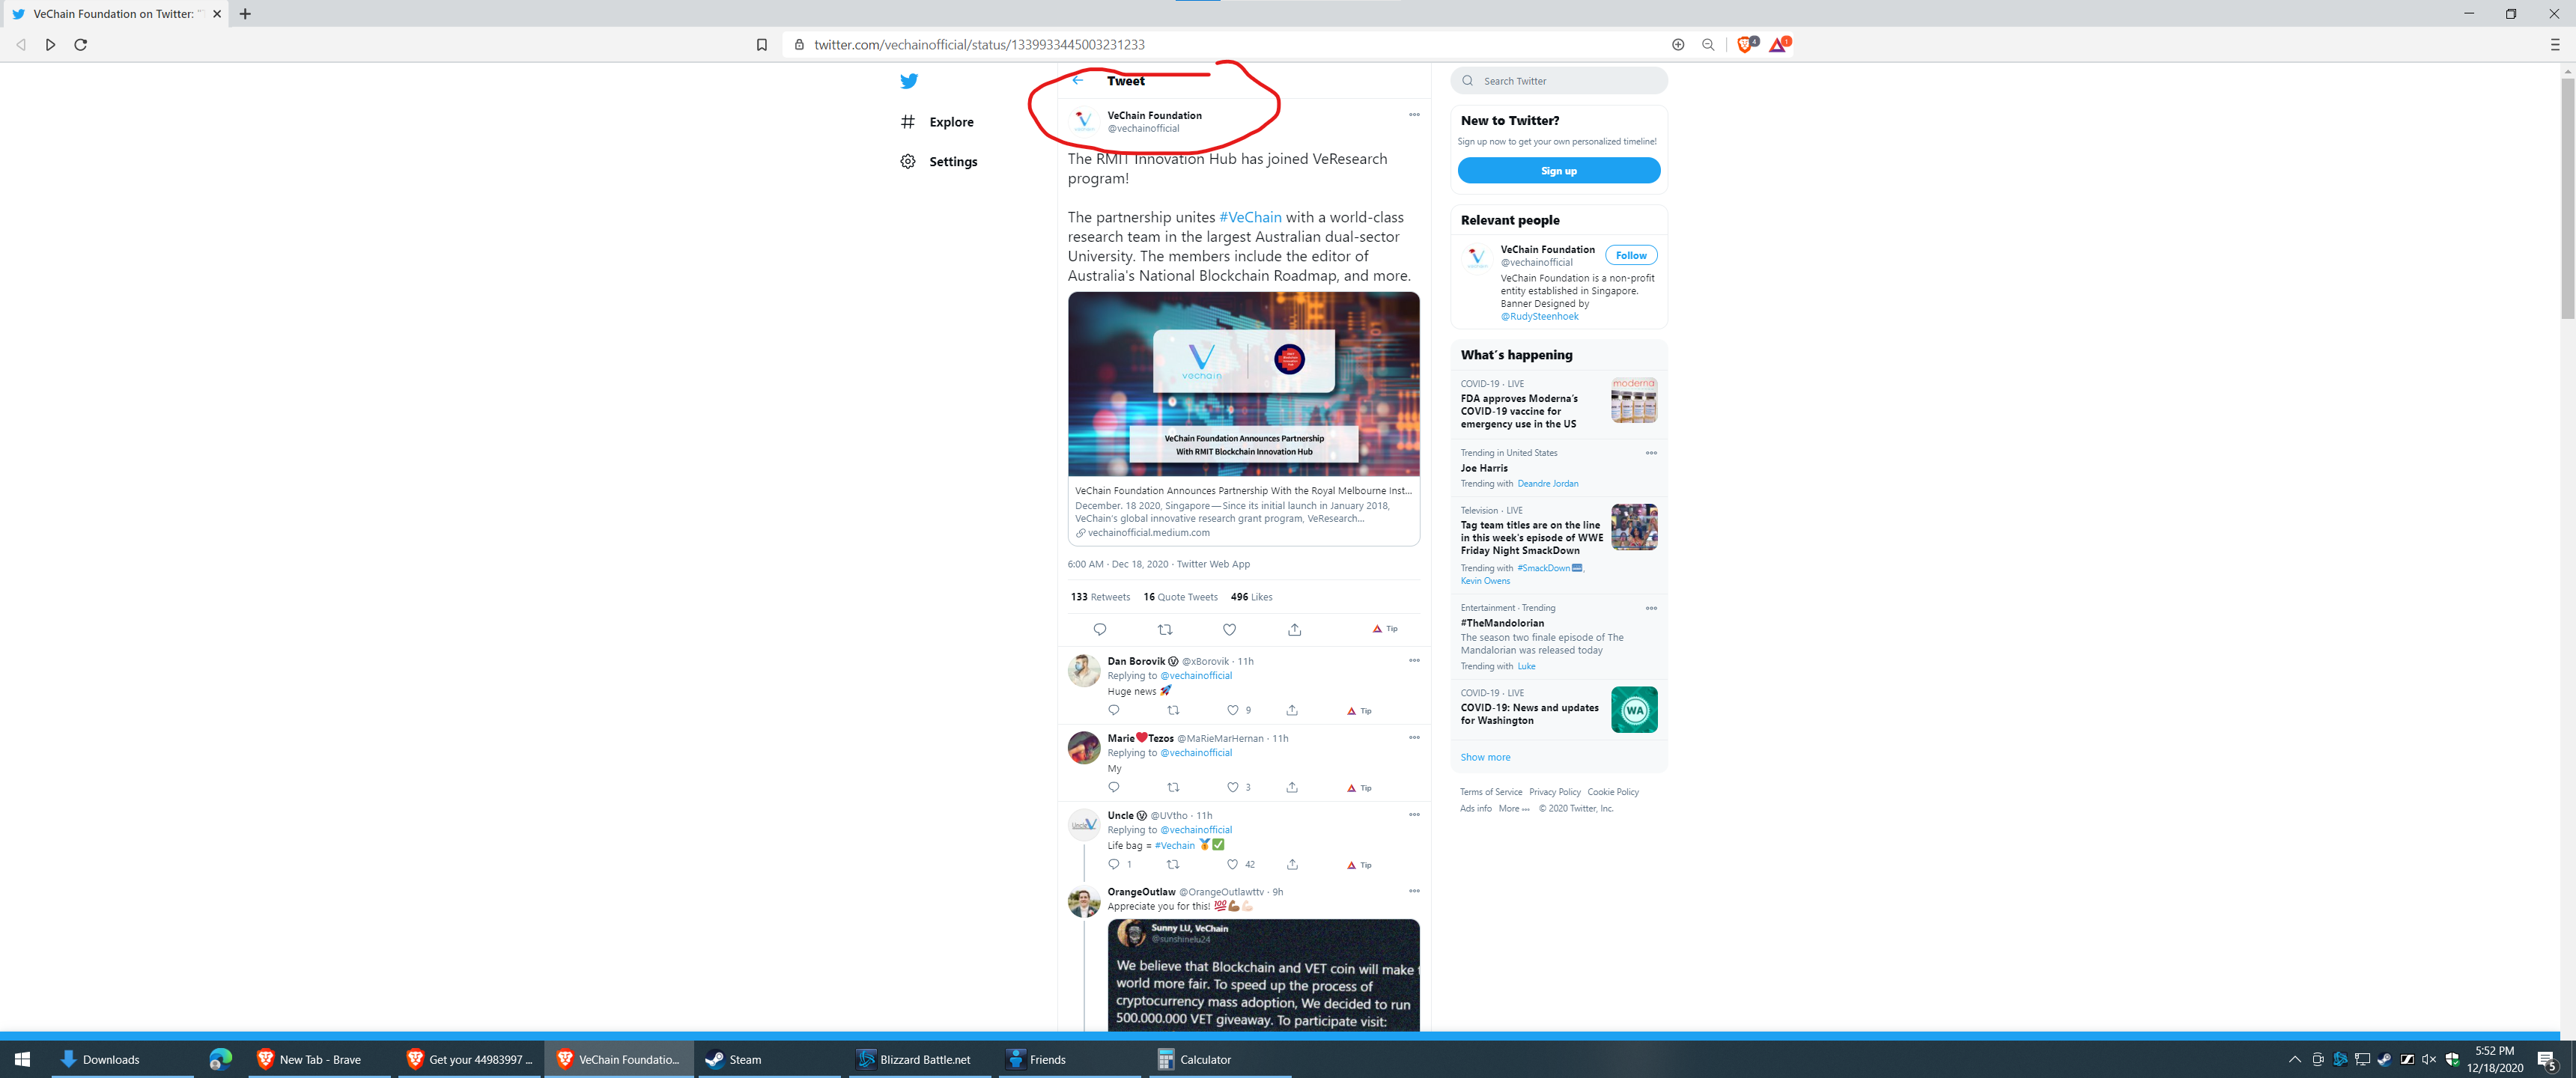 VeChain Foundation on Twitter: "
twitter.com/vechainofficial/status/1339933445003231233
4
1
Explore
Settings
Tweet
VeChain Foundation
@vechainofficial
The RMIT Innovation Hub has joined VeResearch
program!
The partnership unites #VeChain with a world-class
research team in the largest Australian dual-sector
University. The members include the editor of
Australia's National Blockchain Roadmap, and more.
vechain
VeChain Foundation Announces Partnership
With RMIT Blockchain Innovation Hub
VeChain Foundation Announces Partnership With the Royal Melbourne Inst...
December. 18 2020, Singapore — Since its initial launch in January 2018,
VeChain's global innovative research grant program, VeResearch...
vechainofficial.medium.com
6:00 AM · Dec 18, 2020 · Twitter Web App
133 Retweets 16 Quote Tweets 496 Likes
Tip
Dan Borovik Ⓥ @xBorovik · 11h
Replying to @vechainofficial
Huge news 🚀
9 Tip
Marie❤Tezos @MaRieMarHernan · 11h
Replying to @vechainofficial
My
3 Tip
Uncle Ⓥ @UVtho · 11h
Replying to @vechainofficial
Life bag = #Vechain 🏅✅
1 42 Tip
OrangeOutlaw @OrangeOutlawttv · 9h
Appreciate you for this! 💯💪🏾💪🏻
Sunny LU, VeChain
@sunshinelu24
We believe that Blockchain and VET coin will make
world more fair. To speed up the process of
cryptocurrency mass adoption, We decided to run
500.000.000 VET giveaway. To participate visit:
Search Twitter
New to Twitter?
Sign up now to get your own personalized timeline!
Sign up
Relevant people
VeChain Foundation
@vechainofficial
Follow
VeChain Foundation is a non-profit
entity established in Singapore.
Banner Designed by
@RudySteenhoek
What's happening
COVID-19 · LIVE
FDA approves Moderna's
COVID-19 vaccine for
emergency use in the US
moderna
Trending in United States
Joe Harris
Trending with Deandre Jordan
Television · LIVE
Tag team titles are on the line
in this week's episode of WWE
Friday Night SmackDown
Trending with #SmackDown,
Kevin Owens
Entertainment · Trending
#TheMandolorian
The season two finale episode of The
Mandalorian was released today
Trending with Luke
COVID-19 · LIVE
COVID-19: News and updates
for Washington
WA
Show more
Terms of Service Privacy Policy Cookie Policy
Ads info More © 2020 Twitter, Inc.
Downloads
New Tab - Brave
Get your 44983997 ...
VeChain Foundatio...
Steam
Blizzard Battle.net
Friends
Calculator
5:52 PM
12/18/2020
5